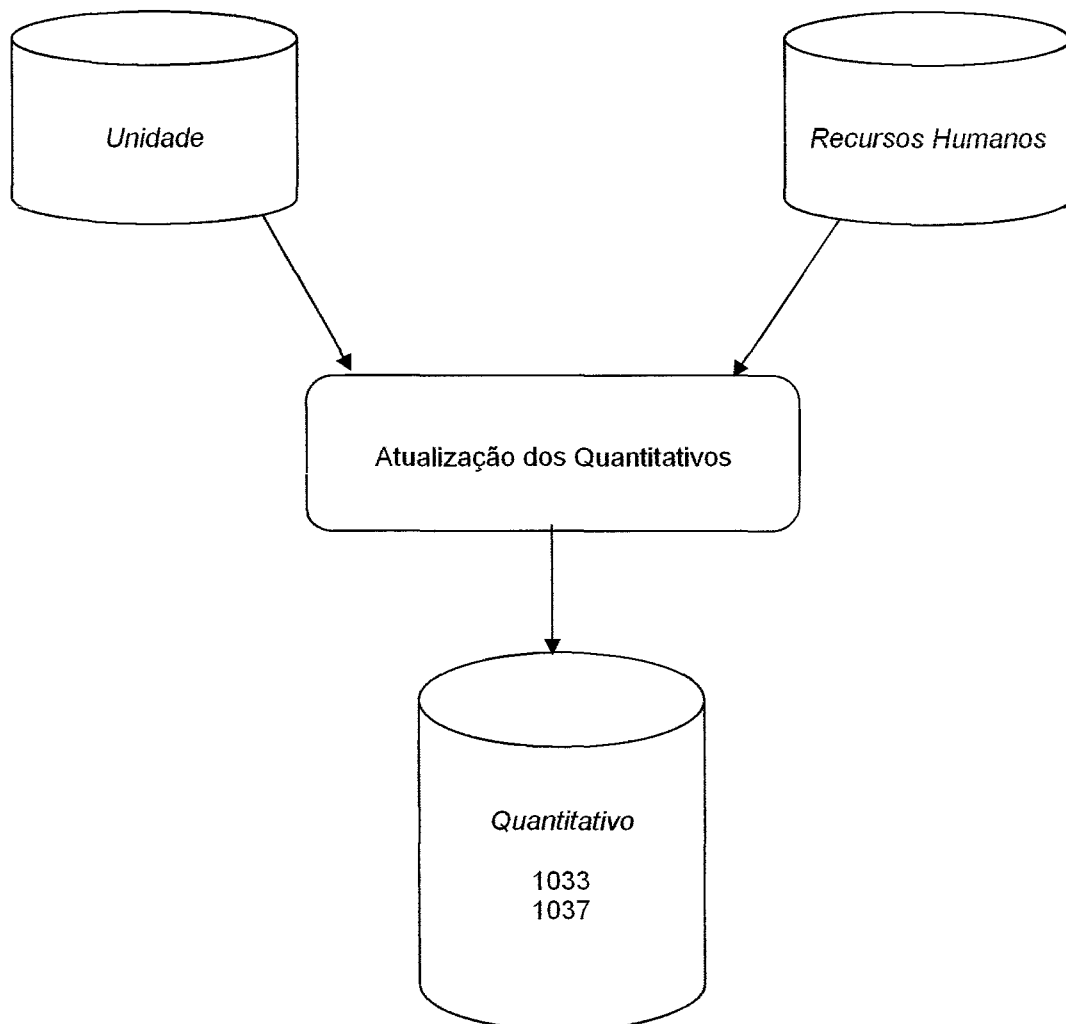 Unidade
Recursos Humanos
Atualização dos Quantitativos
Quantitativo
1033
1037